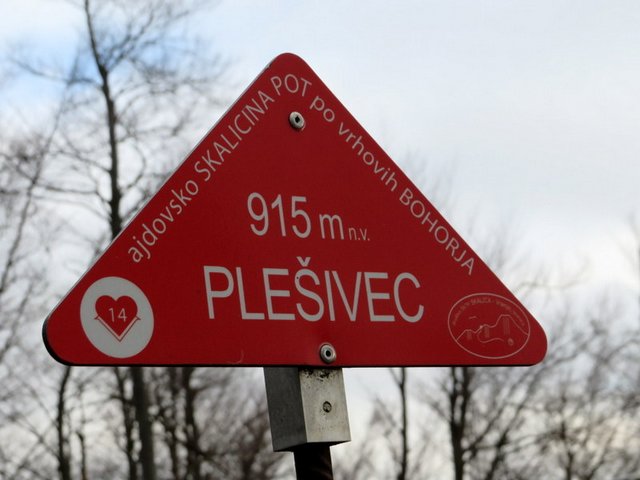 ajdovsko SKALICINA POT po vrhovih BOHORJA
915 m n.v.
PLEŠIVEC
14